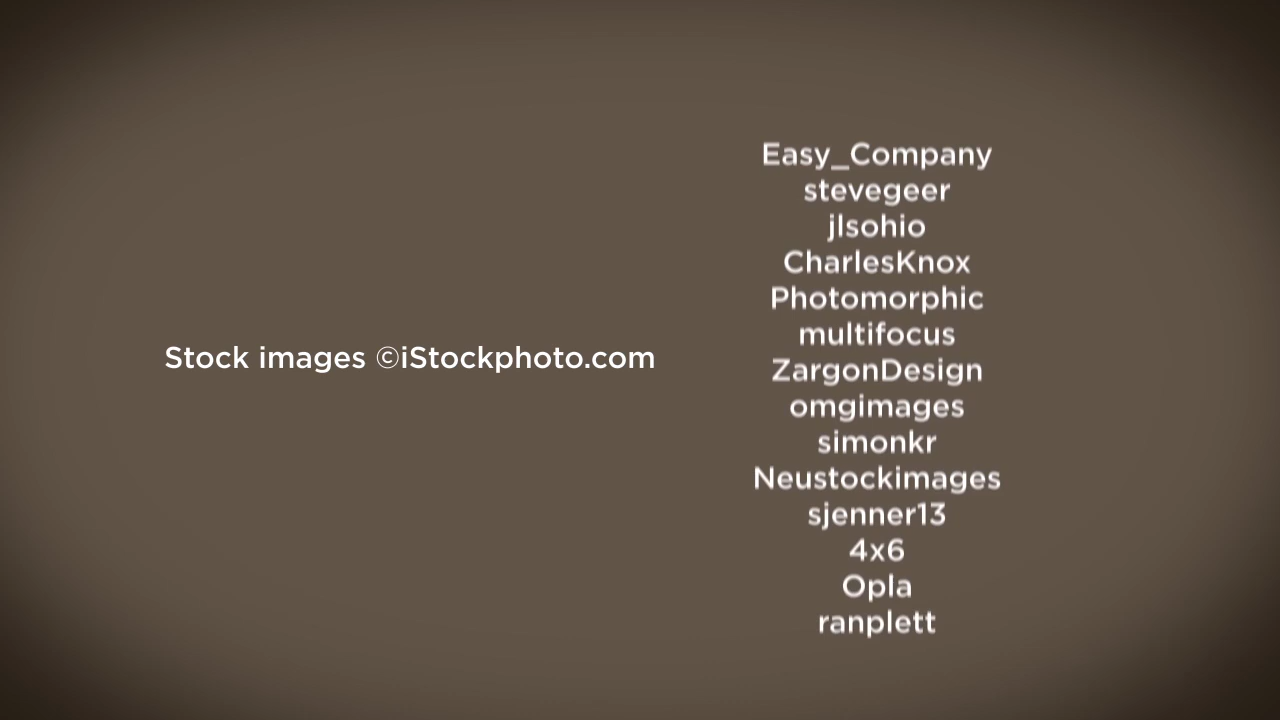 Stock images ©iStockphoto.com
Easy_Company
stevegeer
jlsohio
CharlesKnox
Photomorphic
multifocus
ZargonDesign
omgimages
simonkr
Neustockimages
sjenner13
4x6
Opla
ranplett